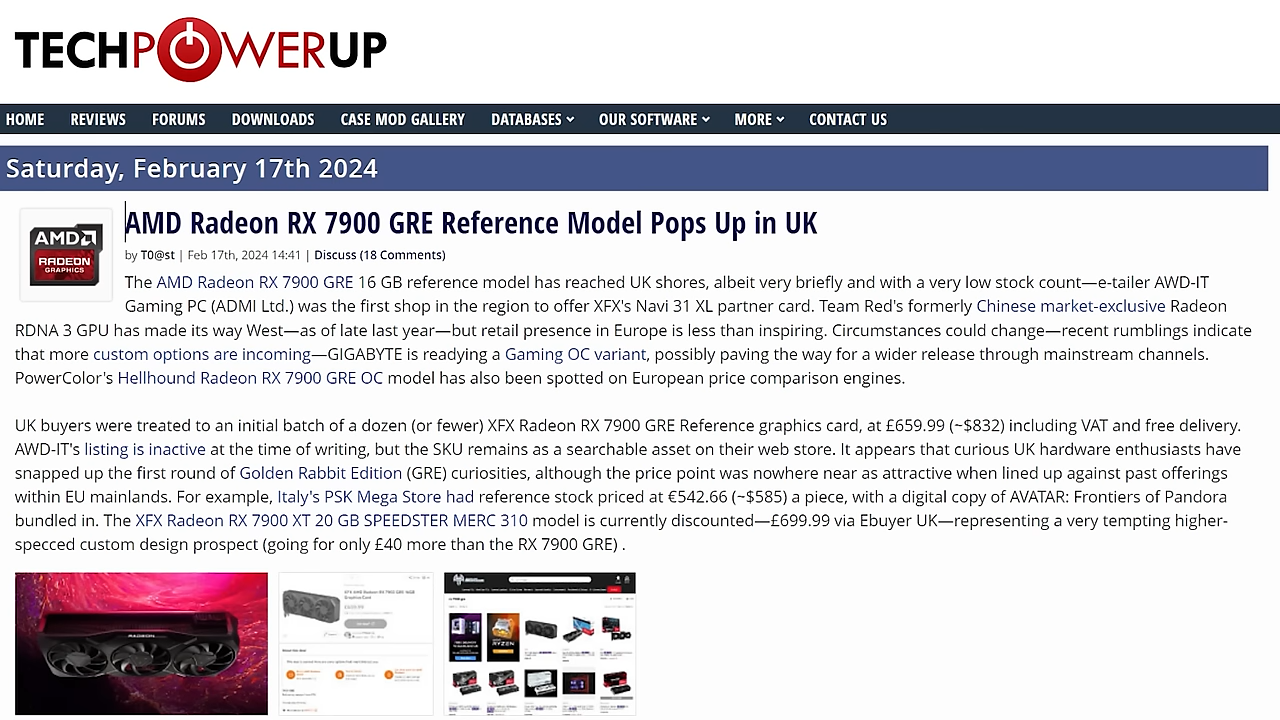 TECHPOWERUP
HOME REVIEWS FORUMS DOWNLOADS CASE MOD GALLERY DATABASES OUR SOFTWARE MORE CONTACT US
Saturday, February 17th 2024
AMD Radeon RX 7900 GRE Reference Model Pops Up in UK
by T0@st | Feb 17th, 2024 14:41 | Discuss (18 Comments)
AMD
RADEON
GRAPHICS
The AMD Radeon RX 7900 GRE 16 GB reference model has reached UK shores, albeit very briefly and with a very low stock count—e-tailer AWD-IT
Gaming PC (ADMI Ltd.) was the first shop in the region to offer XFX's Navi 31 XL partner card. Team Red's formerly Chinese market-exclusive Radeon
RDNA 3 GPU has made its way West—as of late last year—but retail presence in Europe is less than inspiring. Circumstances could change—recent rumblings indicate
that more custom options are incoming—GIGABYTE is readying a Gaming OC variant, possibly paving the way for a wider release through mainstream channels.
PowerColor's Hellhound Radeon RX 7900 GRE OC model has also been spotted on European price comparison engines.
UK buyers were treated to an initial batch of a dozen (or fewer) XFX Radeon RX 7900 GRE Reference graphics card, at £659.99 (~$832) including VAT and free delivery.
AWD-IT's listing is inactive at the time of writing, but the SKU remains as a searchable asset on their web store. It appears that curious UK hardware enthusiasts have
snapped up the first round of Golden Rabbit Edition (GRE) curiosities, although the price point was nowhere near as attractive when lined up against past offerings
within EU mainlands. For example, Italy's PSK Mega Store had reference stock priced at €542.66 (~$585) a piece, with a digital copy of AVATAR: Frontiers of Pandora
bundled in. The XFX Radeon RX 7900 XT 20 GB SPEEDSTER MERC 310 model is currently discounted—£699.99 via Ebuyer UK—representing a very tempting higher-
specced custom design prospect (going for only £40 more than the RX 7900 GRE) .
RADEON
RYZEN